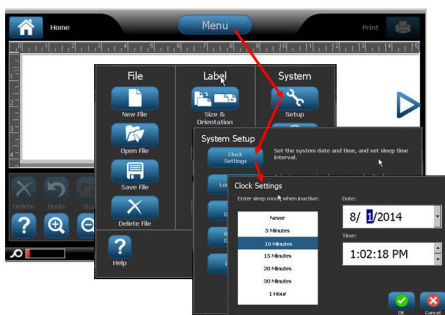 Home
Menu
Print
File
Label
System
New File
Size &
Orientation
Setup
Open File
Save File
Delete File
Help
Delete
Undo
System Setup
Clock
Settings
Set the system date and time, and set sleep time
interval.
Clock Settings
Enter sleep mode when inactive:
Never
5 Minutes
10 Minutes
15 Minutes
20 Minutes
30 Minutes
1 Hour
Date:
8/ 1/2014
Time:
1:02:18 PM
OK
Cancel